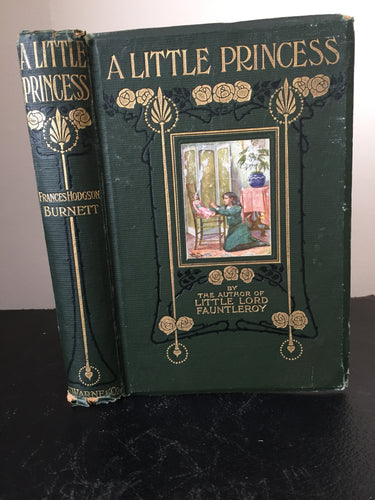 A LITTLE
PRINCESS
FRANCES HODGSON
BURNETT
A LITTLE PRINCESS
BY
THE AUTHOR OF
LITTLE LORD
FAUNTLEROY